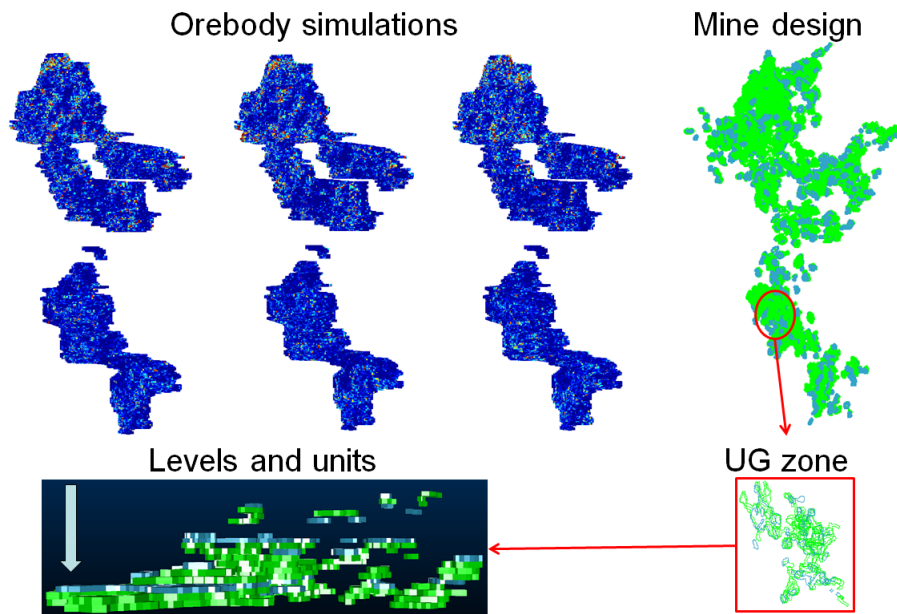 Orebody simulations
Mine design
Levels and units
UG zone